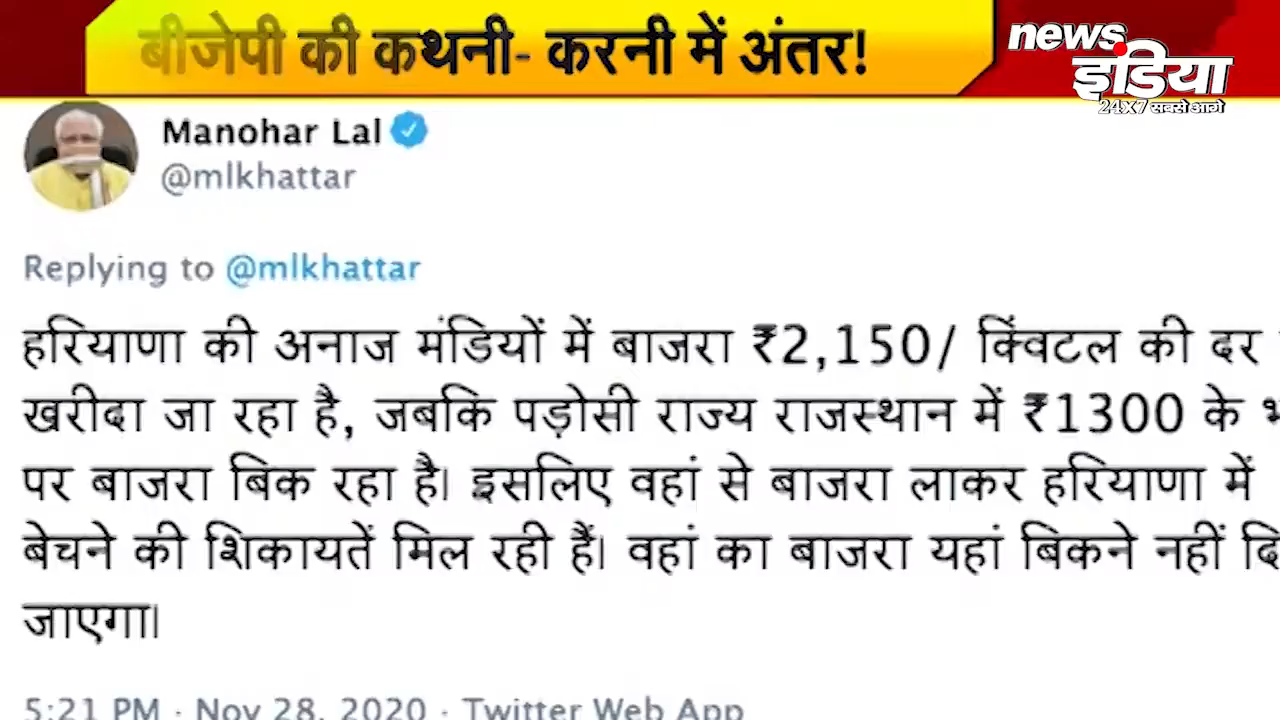 बीजेपी की कथनी- करनी में अंतर!
news
इंडिया
24x7 सबसे आगे
Manohar Lal
@mlkhattar
Replying to @mlkhattar
हरियाणा की अनाज मंडियों में बाजरा ₹2,150/ क्विंटल की दर
खरीदा जा रहा है, जबकि पड़ोसी राज्य राजस्थान में ₹1300 के
पर बाजरा बिक रहा है। इसलिए वहां से बाजरा लाकर हरियाणा में
बेचने की शिकायतें मिल रही हैं। वहां का बाजरा यहां बिकने नहीं
जाएगा।
5:21 PM · Nov 28, 2020 · Twitter Web App